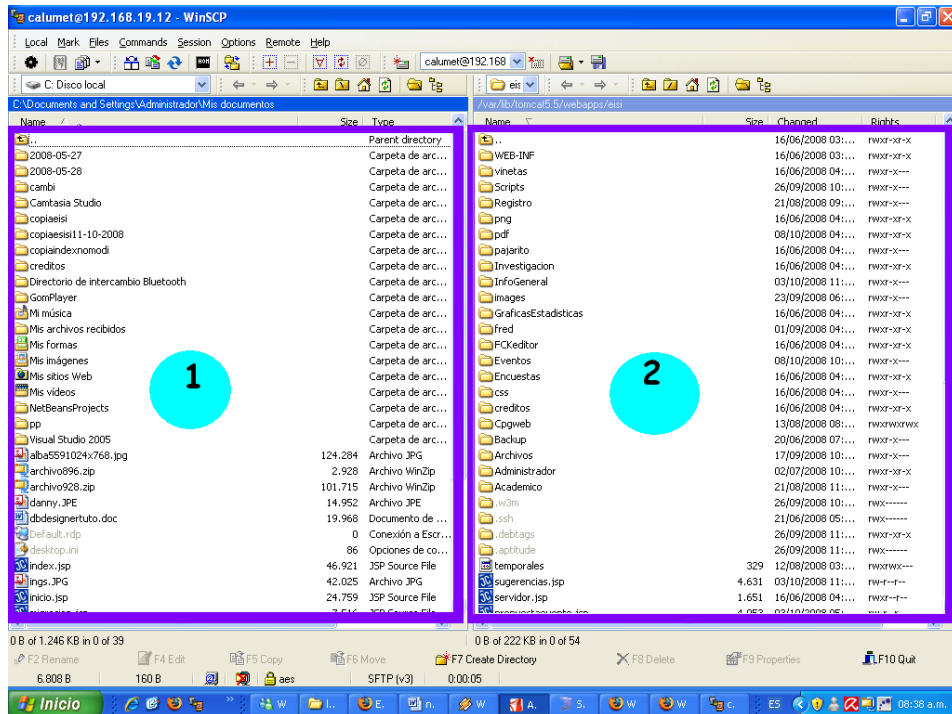 calumet@192.168.19.12 - WinSCP
Local Mark Files Commands Session Options Remote Help
calumet@192.168
C: Disco local
eis
C:\Documents and Settings\Administrador\Mis documentos
/var/lib/tomcat5.5/webapps/eisi
Name Size Type
.. Parent directory
2008-05-27 Carpeta de arc...
2008-05-28 Carpeta de arc...
cambi Carpeta de arc...
Camtasia Studio Carpeta de arc...
copiaeisi Carpeta de arc...
copiaesisi11-10-2008 Carpeta de arc...
copiaindexnomodi Carpeta de arc...
creditos Carpeta de arc...
Directorio de intercambio Bluetooth Carpeta de arc...
GomPlayer Carpeta de arc...
Mi música Carpeta de arc...
Mis archivos recibidos Carpeta de arc...
Mis formas Carpeta de arc...
Mis imágenes Carpeta de arc...
Mis sitios Web Carpeta de arc...
Mis vídeos Carpeta de arc...
NetBeansProjects Carpeta de arc...
pp Carpeta de arc...
Visual Studio 2005 Carpeta de arc...
alba5591024x768.jpg 124.284 Archivo JPG
archivo896.zip 2.928 Archivo WinZip
archivo928.zip 101.715 Archivo WinZip
danny.JPE 14.952 Archivo JPE
dbdesignertuto.doc 19.968 Documento de ...
Default.rdp 0 Conexión a Escr...
desktop.ini 86 Opciones de co...
index.jsp 46.921 JSP Source File
ings.JPG 42.025 Archivo JPG
inicio.jsp 24.759 JSP Source File
1
Name Size Changed Rights
.. 16/06/2008 03:... rwxr-xr-x
WEB-INF 16/06/2008 03:... rwxr-xr-x
vinetas 16/06/2008 04:... rwxr-x---
Scripts 26/09/2008 10:... rwxr-x---
Registro 21/08/2008 09:... rwxr-x---
png 16/06/2008 04:... rwxr-xr-x
pdf 08/10/2008 04:... rwxr-xr-x
pajarito 16/06/2008 04:... rwxr-x---
Investigacion 16/06/2008 04:... rwxr-xr-x
InfoGeneral 03/10/2008 11:... rwxr-x---
images 23/09/2008 06:... rwxr-x---
GraficasEstadisticas 16/06/2008 04:... rwxr-xr-x
fred 01/09/2008 04:... rwxr-xr-x
FCKeditor 16/06/2008 04:... rwxr-xr-x
Eventos 08/10/2008 10:... rwxr-x---
Encuestas 16/06/2008 04:... rwxr-xr-x
css 16/06/2008 04:... rwxr-x---
creditos 16/06/2008 04:... rwxr-xr-x
Cpgweb 13/08/2008 08:... rwxrwxrwx
Backup 20/06/2008 07:... rwxr-x---
Archivos 17/09/2008 10:... rwxr-x---
Administrador 02/07/2008 10:... rwxr-xr-x
Academico 21/08/2008 11:... rwxr-x---
.w3m 26/09/2008 10:... rwx------
.ssh 21/06/2008 05:... rwx------
.debtags 26/09/2008 11:... rwxr-xr-x
.aptitude 26/09/2008 11:... rwx------
temporales 329 12/08/2008 03:... rwxrwx---
sugerencias.jsp 4.631 03/10/2008 11:... rw-r--r--
servidor.jsp 1.651 16/06/2008 04:... rwxr--r--
2
0 B of 1.246 KB in 0 of 39
0 B of 222 KB in 0 of 54
F2 Rename F4 Edit F5 Copy F6 Move F7 Create Directory F8 Delete F9 Properties F10 Quit
6.808 B 160 B aes SFTP (v3) 0:00:05
Inicio W I.. E. n. W A. S. W W c. ES 08:38 a.m.